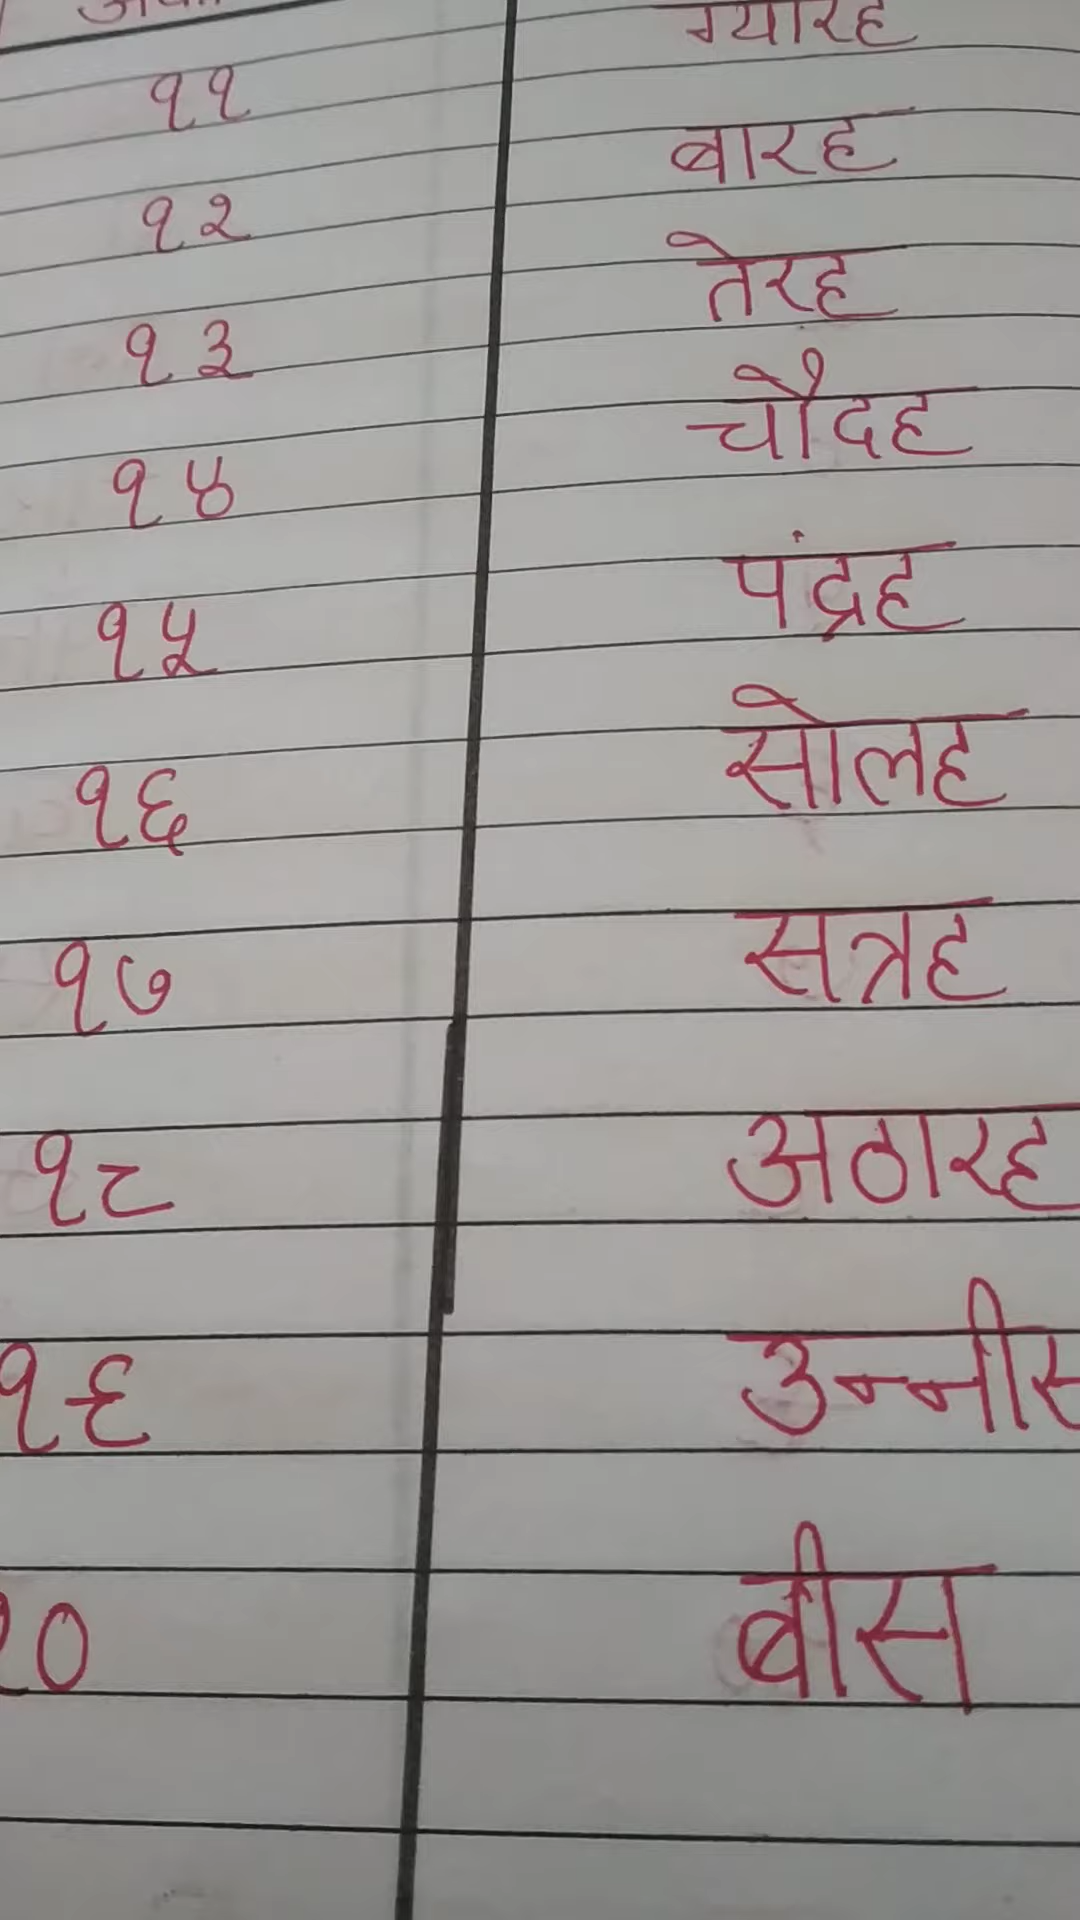 ग्यारह
११ बारह
१२ तेरह
१३ चौदह
१४ पंद्रह
१५ सोलह
१६ सत्रह
१७ अठारह
१८ उन्नीस
१९ बीस
२०